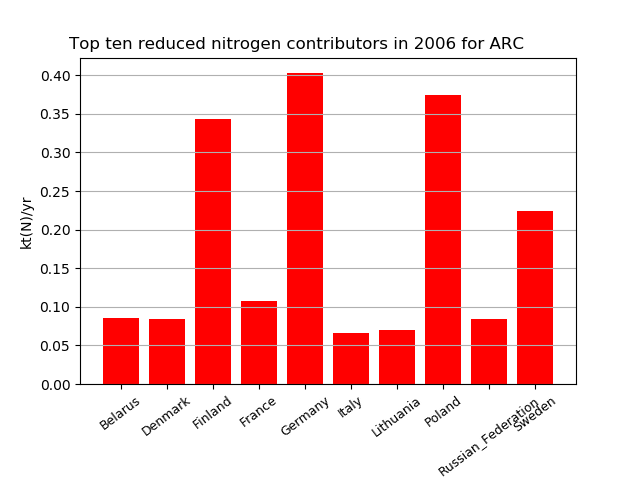 Top ten reduced nitrogen contributors in 2006 for ARC
kt(N)/yr
0.40
0.35
0.30
0.25
0.20
0.15
0.10
0.05
0.00
Belarus
Denmark
Finland
France
Germany
Italy
Lithuania
Poland
Russian_Federation
Sweden